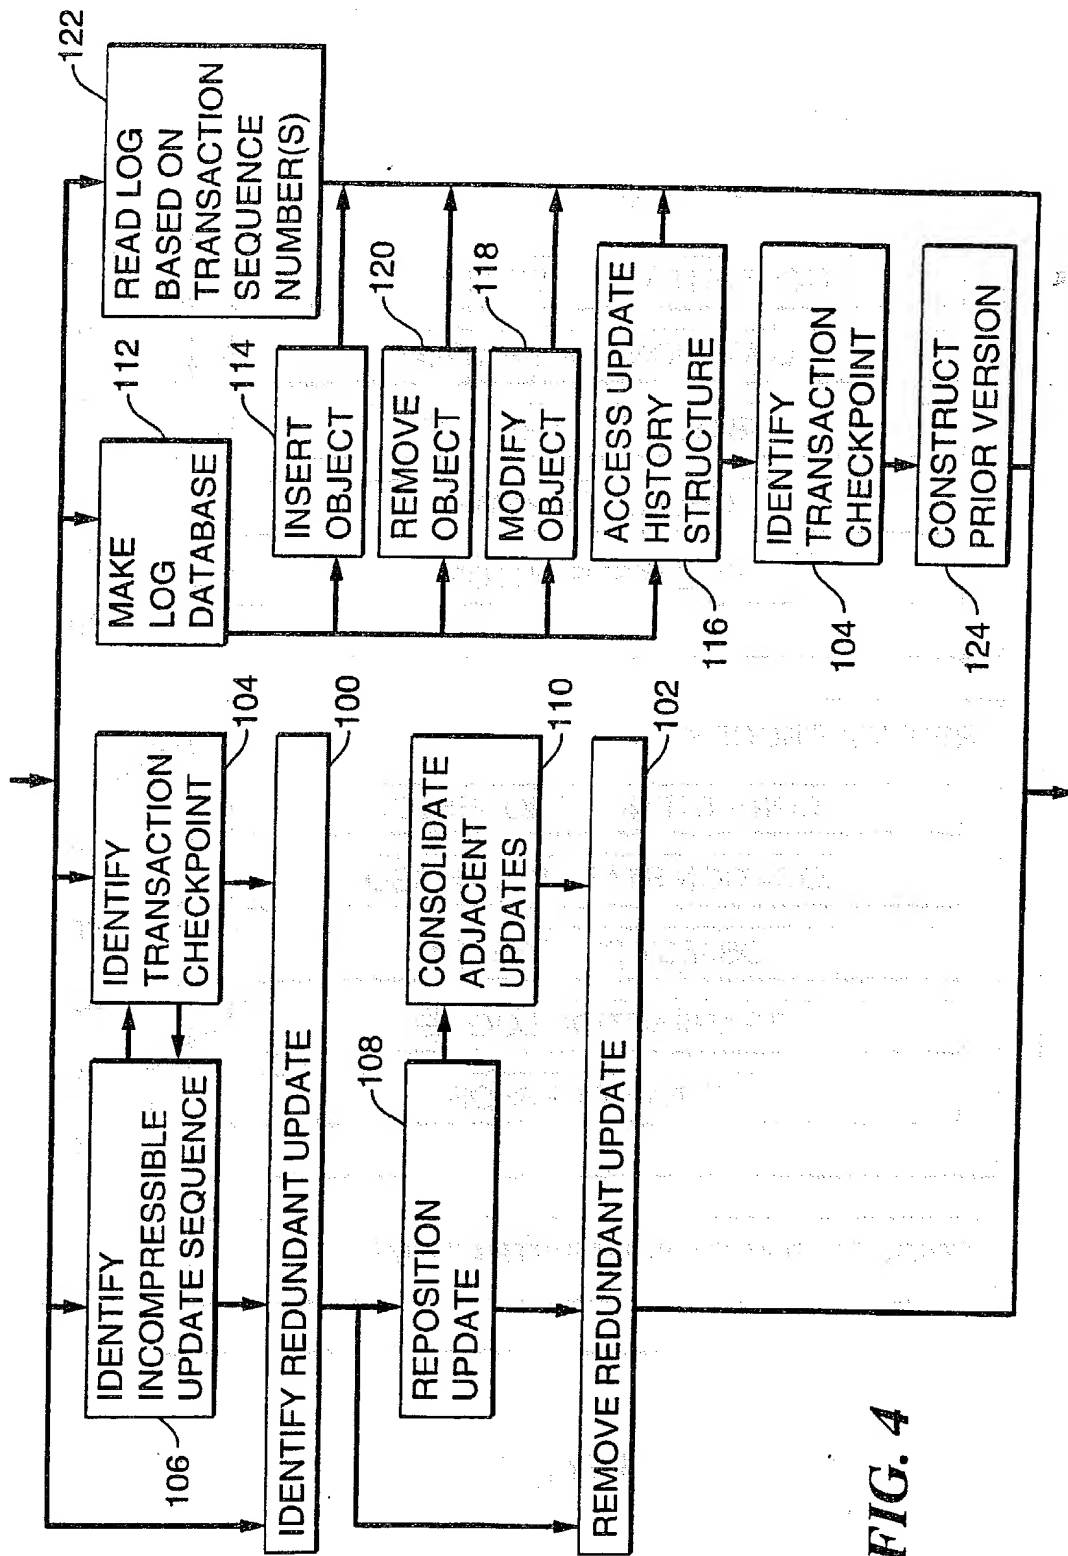 IDENTIFY
INCOMPRESSIBLE
UPDATE SEQUENCE
106
IDENTIFY
TRANSACTION
CHECKPOINT
104
MAKE
LOG
DATABASE
112
READ LOG
BASED ON
TRANSACTION
SEQUENCE
NUMBER(S)
122
IDENTIFY REDUNDANT UPDATE
100
INSERT
OBJECT
114
REMOVE
OBJECT
120
MODIFY
OBJECT
118
REPOSITION
UPDATE
108
CONSOLIDATE
ADJACENT
UPDATES
110
ACCESS UPDATE
HISTORY
STRUCTURE
116
REMOVE REDUNDANT UPDATE
102
IDENTIFY
TRANSACTION
CHECKPOINT
104
CONSTRUCT
PRIOR VERSION
124
FIG. 4